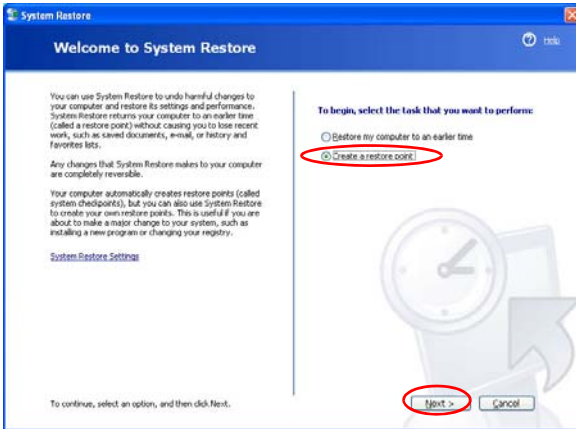 System Restore
Welcome to System Restore
Help
You can use System Restore to undo harmful changes to
your computer and restore its settings and performance.
System Restore returns your computer to an earlier time
(called a restore point) without causing you to lose recent
work, such as saved documents, e-mail, or history and
favorites lists.
Any changes that System Restore makes to your computer
are completely reversible.
Your computer automatically creates restore points (called
system checkpoints), but you can also use System Restore
to create your own restore points. This is useful if you are
about to make a major change to your system, such as
installing a new program or changing your registry.
System Restore Settings
To begin, select the task that you want to perform:
Restore my computer to an earlier time
Create a restore point
To continue, select an option, and then click Next.
Next >
Cancel